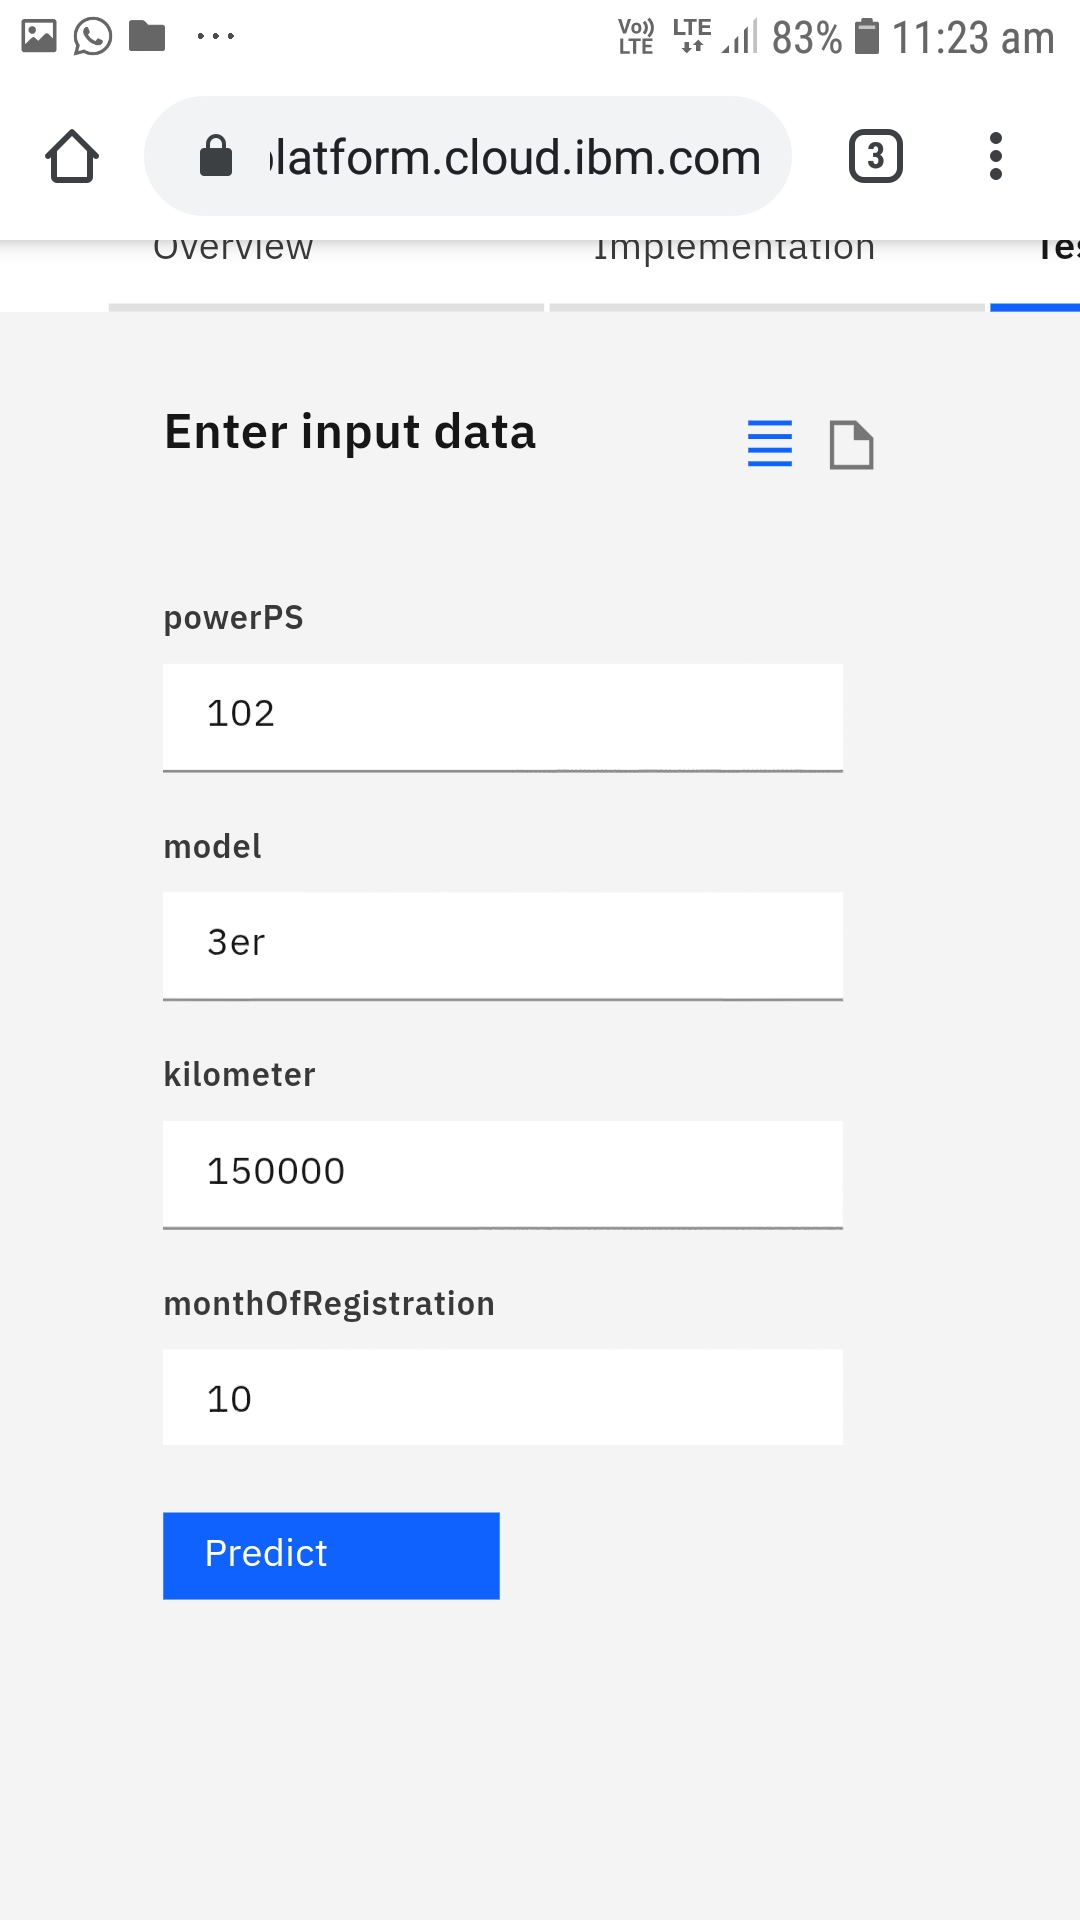 Vo)) LTE LTE 83% 11:23 am
latform.cloud.ibm.com 3
Overview Implementation Tes
Enter input data
powerPS
102
model
3er
kilometer
150000
monthOfRegistration
10
Predict